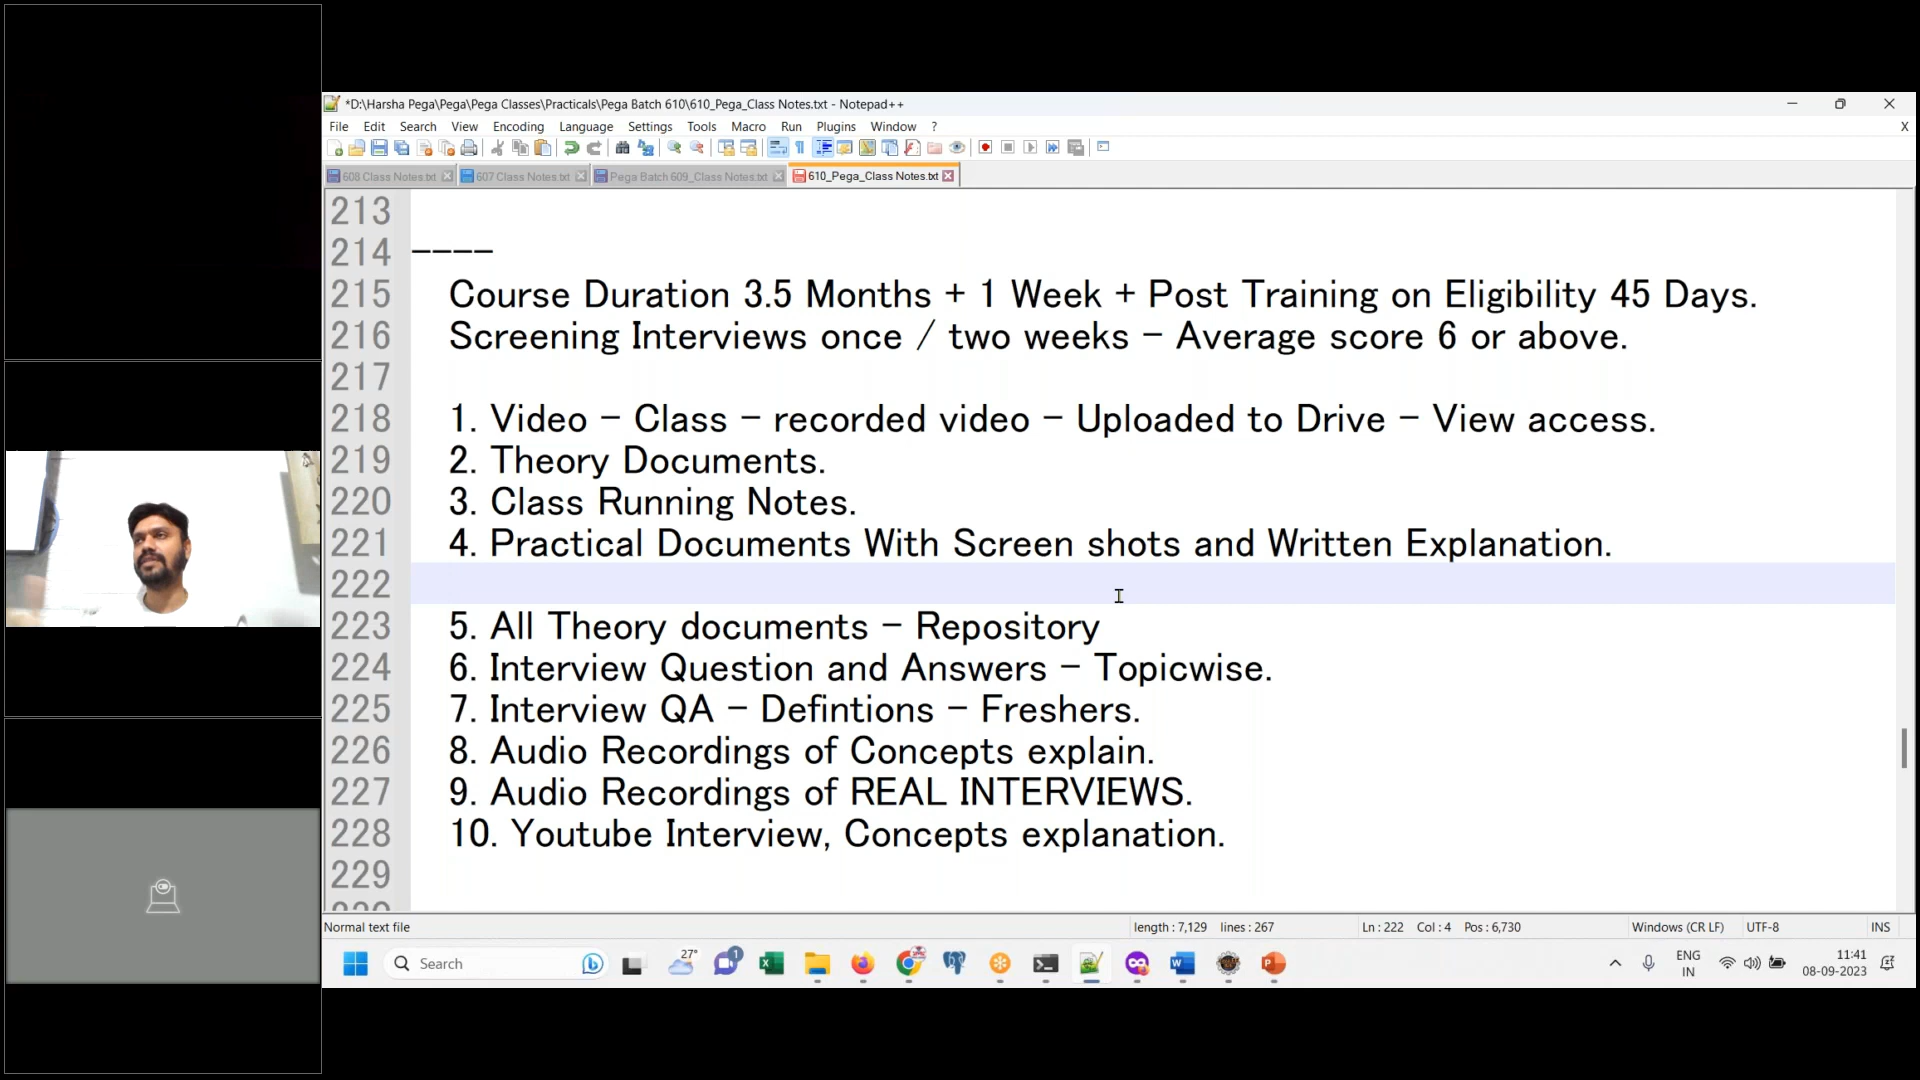 *D:\Harsha Pega\Pega\Pega Classes\Practicals\Pega Batch 610\610_Pega_Class Notes.txt - Notepad++
File Edit Search View Encoding Language Settings Tools Macro Run Plugins Window ? X
608 Class Notes.txt 607 Class Notes.txt Pega Batch 609_Class Notes.txt 610_Pega_Class Notes.txt
213
214 ----
215 Course Duration 3.5 Months + 1 Week + Post Training on Eligibility 45 Days.
216 Screening Interviews once / two weeks - Average score 6 or above.
217
218 1. Video - Class - recorded video - Uploaded to Drive - View access.
219 2. Theory Documents.
220 3. Class Running Notes.
221 4. Practical Documents With Screen shots and Written Explanation.
222
223 5. All Theory documents - Repository
224 6. Interview Question and Answers - Topicwise.
225 7. Interview QA - Defintions - Freshers.
226 8. Audio Recordings of Concepts explain.
227 9. Audio Recordings of REAL INTERVIEWS.
228 10. Youtube Interview, Concepts explanation.
229
Normal text file length : 7,129 lines : 267 Ln : 222 Col : 4 Pos : 6,730 Windows (CR LF) UTF-8 INS
Search 27° 1 ENG 11:41
IN 08-09-2023